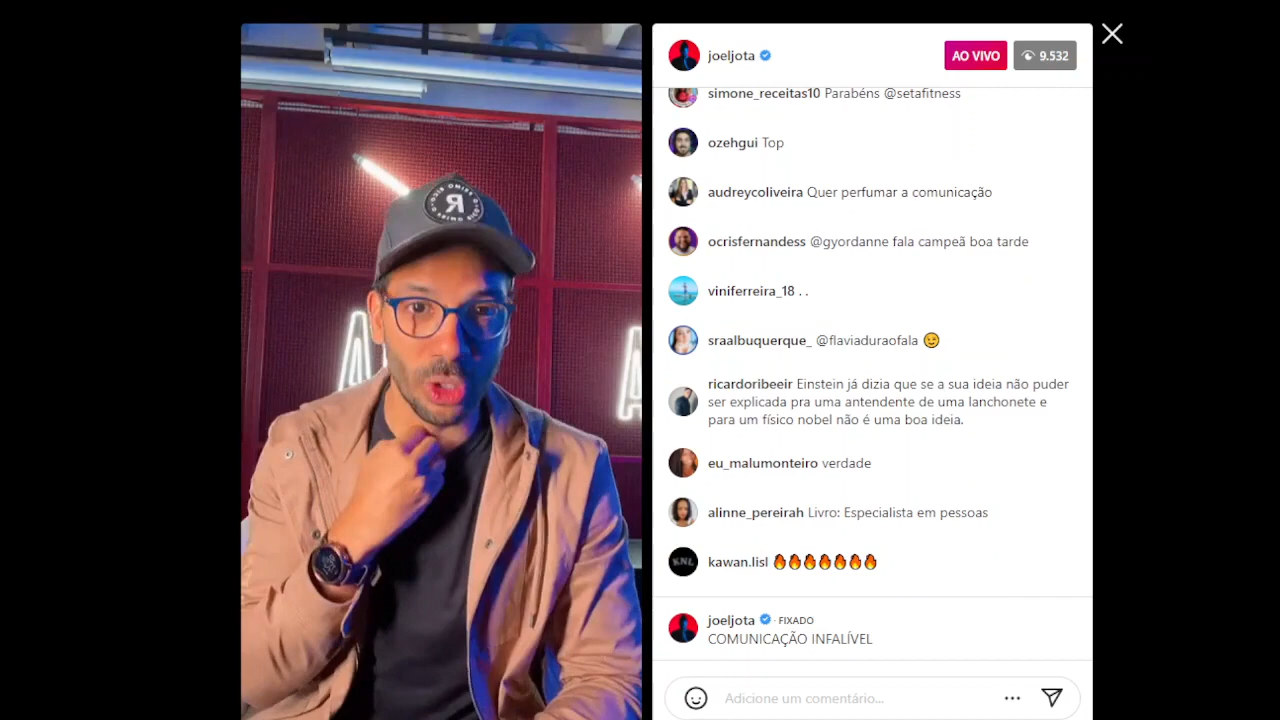 joeljota
AO VIVO
9.532
simone_receitas10 Parabéns @setafitness
ozehgui Top
audreycoliveira Quer perfumar a comunicação
ocrisfernandess @gyordanne fala campeã boa tarde
viniferreira_18 . .
sraalbuquerque_ @flaviaduraofala 😉
ricardoribeeir Einstein já dizia que se a sua ideia não puder
ser explicada pra uma antendente de uma lanchonete e
para um físico nobel não é uma boa ideia.
eu_malumonteiro verdade
alinne_pereirah Livro: Especialista em pessoas
KNL
kawan.lisl 🔥🔥🔥🔥🔥🔥🔥
joeljota · FIXADO
COMUNICAÇÃO INFALÍVEL
Adicione um comentário...